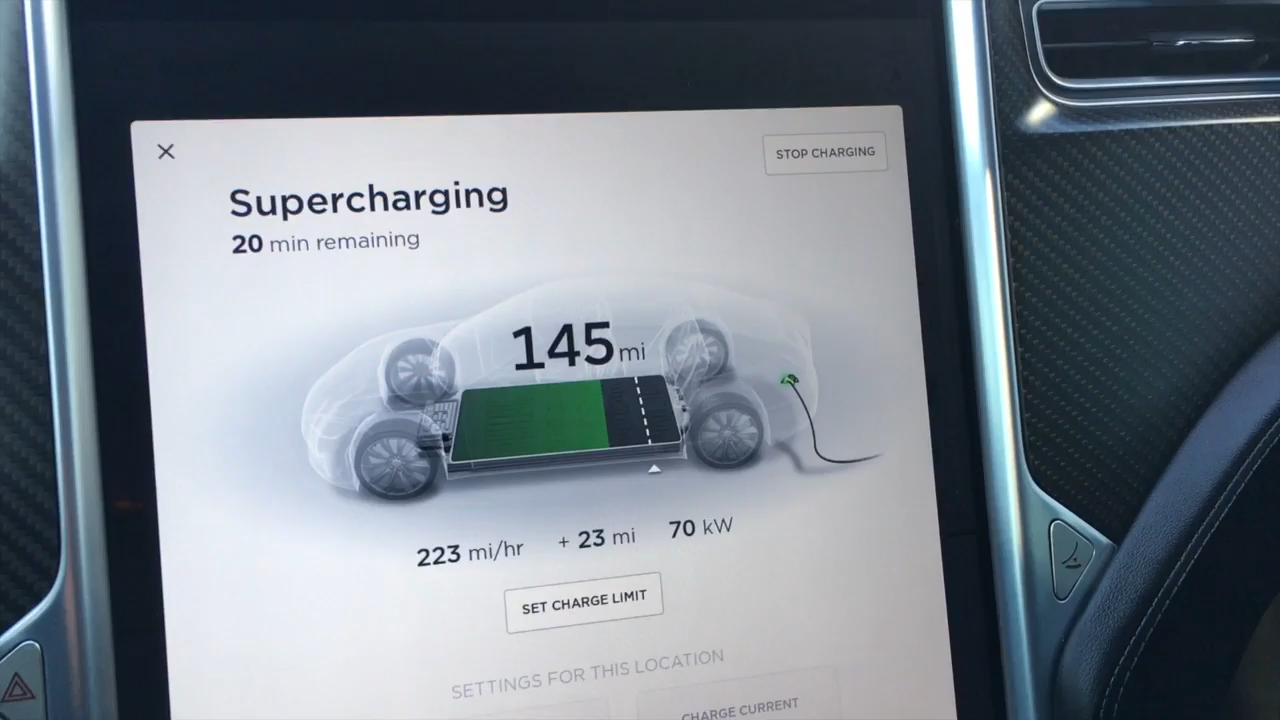 STOP CHARGING
Supercharging
20 min remaining
145 mi
223 mi/hr + 23 mi 70 kW
SET CHARGE LIMIT
SETTINGS FOR THIS LOCATION
CHARGE CURRENT